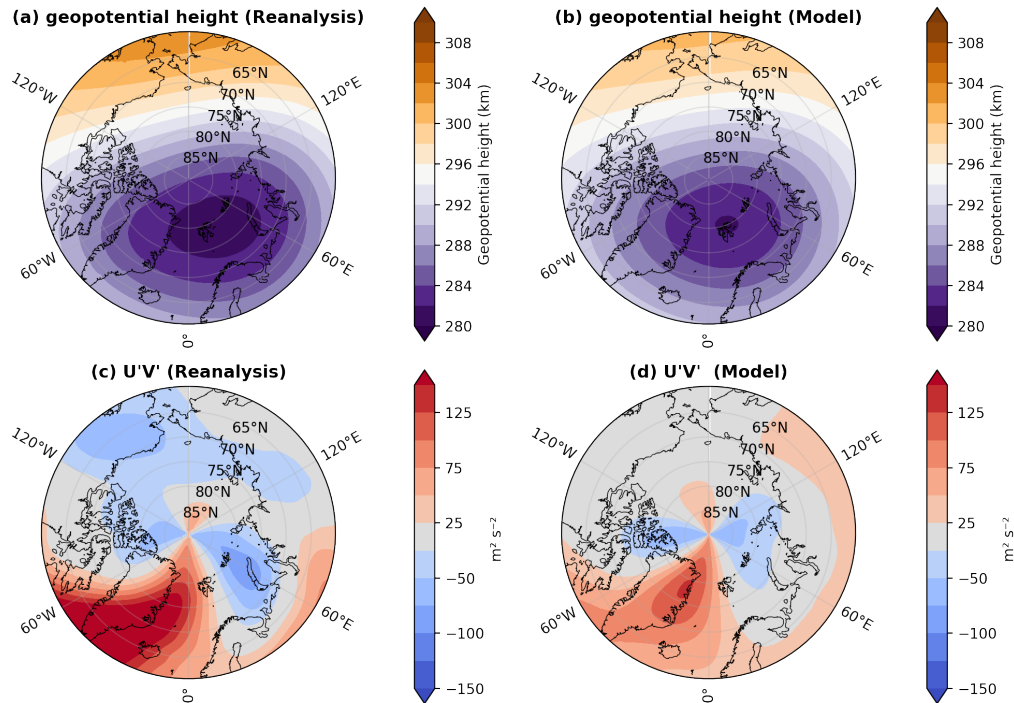 (a) geopotential height (Reanalysis)
120°W
65°N
70°N
75°N
80°N
85°N
120°E
60°W
60°E
0°
308
304
300
296
292
288
284
280
Geopotential height (km)
(b) geopotential height (Model)
120°W
65°N
70°N
75°N
80°N
85°N
120°E
60°W
60°E
0°
308
304
300
296
292
288
284
280
Geopotential height (km)
(c) U'V' (Reanalysis)
120°W
65°N
70°N
75°N
80°N
85°N
120°E
60°W
60°E
0°
125
75
25
−50
−100
−150
m² s⁻²
(d) U'V' (Model)
120°W
65°N
70°N
75°N
80°N
85°N
120°E
60°W
60°E
0°
125
75
25
−50
−100
−150
m² s⁻²